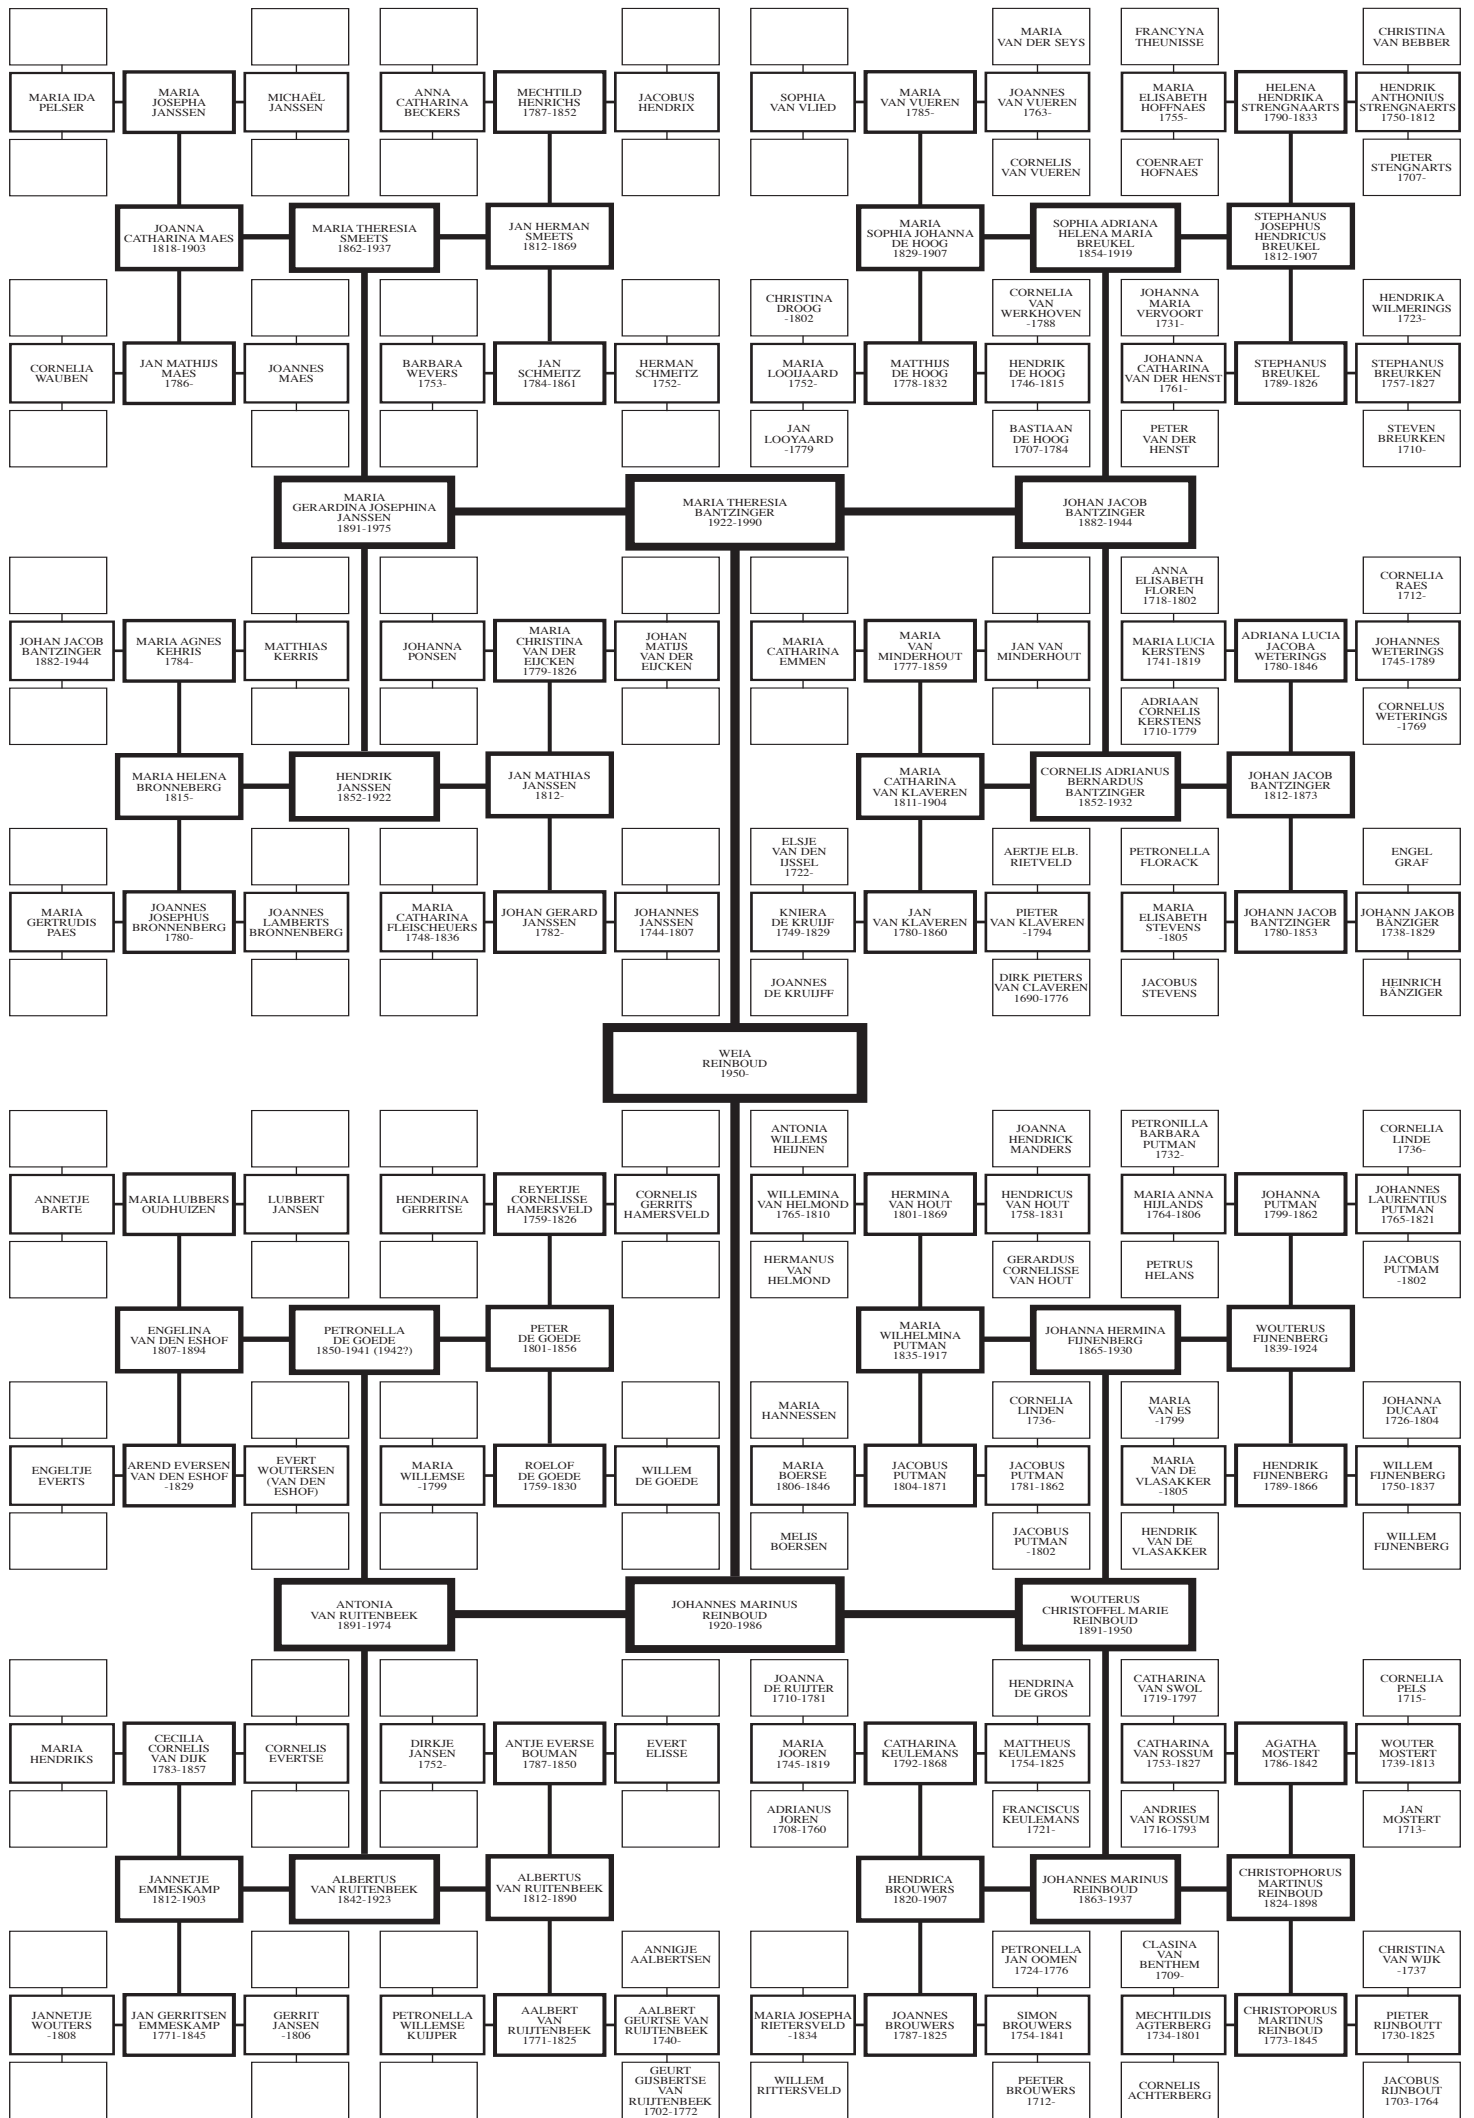 MARIA
VAN DER SEYS
FRANCYNA
THEUNISSE
CHRISTINA
VAN BEBBER
MARIA IDA
PELSER
MARIA
JOSEPHA
JANSSEN
MICHAËL
JANSSEN
ANNA
CATHARINA
BECKERS
MECHTILD
HENRICHS
1787-1852
JACOBUS
HENDRIX
SOPHIA
VAN VLIED
MARIA
VAN VUEREN
1785-
JOANNES
VAN VUEREN
1763-
MARIA
ELISABETH
HOFFNAES
1755-
HELENA
HENDRIKA
STRENGNAARTS
1790-1833
HENDRIK
ANTHONIUS
STRENGNAERTS
1750-1812
CORNELIS
VAN VUEREN
COENRAET
HOFNAES
PIETER
STENGNARTS
1707-
JOANNA
CATHARINA MAES
1818-1903
MARIA THERESIA
SMEETS
1862-1937
JAN HERMAN
SMEETS
1812-1869
MARIA
SOPHIA JOHANNA
DE HOOG
1829-1907
SOPHIA ADRIANA
HELENA MARIA
BREUKEL
1854-1919
STEPHANUS
JOSEPHUS
HENDRICUS
BREUKEL
1812-1907
CHRISTINA
DROOG
-1802
CORNELIA
VAN
WERKHOVEN
-1788
JOHANNA
MARIA
VERVOORT
1731-
HENDRIKA
WILMERINGS
1723-
CORNELIA
WAUBEN
JAN MATHIJS
MAES
1786-
JOANNES
MAES
BARBARA
WEVERS
1753-
JAN
SCHMEITZ
1784-1861
HERMAN
SCHMEITZ
1752-
MARIA
LOOIJAARD
1752-
MATTHIJS
DE HOOG
1778-1832
HENDRIK
DE HOOG
1746-1815
JOHANNA
CATHARINA
VAN DER HENST
1761-
STEPHANUS
BREUKEL
1789-1826
STEPHANUS
BREURKEN
1757-1827
JAN
LOOYAARD
-1779
BASTIAAN
DE HOOG
1707-1784
PETER
VAN DER
HENST
STEVEN
BREURKEN
1710-
MARIA
GERARDINA JOSEPHINA
JANSSEN
1891-1975
MARIA THERESIA
BANTZINGER
1922-1990
JOHAN JACOB
BANTZINGER
1882-1944
ANNA
ELISABETH
FLOREN
1718-1802
CORNELIA
RAES
1712-
JOHAN JACOB
BANTZINGER
1882-1944
MARIA AGNES
KEHRIS
1784-
MATTHIAS
KERRIS
JOHANNA
PONSEN
MARIA
CHRISTINA
VAN DER
EIJCKEN
1779-1826
JOHAN
MATIJS
VAN DER
EIJCKEN
MARIA
CATHARINA
EMMEN
MARIA
VAN
MINDERHOUT
1777-1859
JAN VAN
MINDERHOUT
MARIA LUCIA
KERSTENS
1741-1819
ADRIANA LUCIA
JACOBA
WETERINGS
1780-1846
JOHANNES
WETERINGS
1745-1789
ADRIAAN
CORNELIS
KERSTENS
1710-1779
CORNELUS
WETERINGS
-1769
MARIA HELENA
BRONNEBERG
1815-
HENDRIK
JANSSEN
1852-1922
JAN MATHIAS
JANSSEN
1812-
MARIA
CATHARINA
VAN KLAVEREN
1811-1904
CORNELIS ADRIANUS
BERNARDUS
BANTZINGER
1852-1932
JOHAN JACOB
BANTZINGER
1812-1873
ELSJE
VAN DEN
IJSSEL
1722-
AERTJE ELB.
RIETVELD
PETRONELLA
FLORACK
ENGEL
GRAF
MARIA
GERTRUDIS
PAES
JOANNES
JOSEPHUS
BRONNENBERG
1780-
JOANNES
LAMBERTS
BRONNENBERG
MARIA
CATHARINA
FLEISCHEUERS
1748-1836
JOHAN GERARD
JANSSEN
1782-
JOHANNES
JANSSEN
1744-1807
KNIERA
DE KRUIJF
1749-1829
JAN
VAN KLAVEREN
1780-1860
PIETER
VAN KLAVEREN
-1794
MARIA
ELISABETH
STEVENS
-1805
JOHANN JACOB
BANTZINGER
1780-1853
JOHANN JAKOB
BÄNZIGER
1738-1829
JOANNES
DE KRUIJFF
DIRK PIETERS
VAN CLAVEREN
1690-1776
JACOBUS
STEVENS
HEINRICH
BÄNZIGER
WEIA
REINBOUD
1950-
ANTONIA
WILLEMS
HEIJNEN
JOANNA
HENDRICK
MANDERS
PETRONILLA
BARBARA
PUTMAN
1732-
CORNELIA
LINDE
1736-
ANNETJE
BARTE
MARIA LUBBERS
OUDHUIZEN
LUBBERT
JANSEN
HENDERINA
GERRITSE
REYERTJE
CORNELISSE
HAMERSVELD
1759-1826
CORNELIS
GERRITS
HAMERSVELD
WILLEMINA
VAN HELMOND
1765-1810
HERMINA
VAN HOUT
1801-1869
HENDRICUS
VAN HOUT
1758-1831
MARIA ANNA
HIJLANDS
1764-1806
JOHANNA
PUTMAN
1799-1862
JOHANNES
LAURENTIUS
PUTMAN
1765-1821
HERMANUS
VAN
HELMOND
GERARDUS
CORNELISSE
VAN HOUT
PETRUS
HELANS
JACOBUS
PUTMAM
-1802
ENGELINA
VAN DEN ESHOF
1807-1894
PETRONELLA
DE GOEDE
1850-1941 (1942?)
PETER
DE GOEDE
1801-1856
MARIA
WILHELMINA
PUTMAN
1835-1917
JOHANNA HERMINA
FIJNENBERG
1865-1930
WOUTERUS
FIJNENBERG
1839-1924
MARIA
HANNESSEN
CORNELIA
LINDEN
1736-
MARIA
VAN ES
-1799
JOHANNA
DUCAAT
1726-1804
ENGELTJE
EVERTS
AREND EVERSEN
VAN DEN ESHOF
-1829
EVERT
WOUTERSEN
(VAN DEN
ESHOF)
MARIA
WILLEMSE
-1799
ROELOF
DE GOEDE
1759-1830
WILLEM
DE GOEDE
MARIA
BOERSE
1806-1846
JACOBUS
PUTMAN
1804-1871
JACOBUS
PUTMAN
1781-1862
MARIA
VAN DE
VLASAKKER
-1805
HENDRIK
FIJNENBERG
1789-1866
WILLEM
FIJNENBERG
1750-1837
MELIS
BOERSEN
JACOBUS
PUTMAN
-1802
HENDRIK
VAN DE
VLASAKKER
WILLEM
FIJNENBERG
ANTONIA
VAN RUITENBEEK
1891-1974
JOHANNES MARINUS
REINBOUD
1920-1986
WOUTERUS
CHRISTOFFEL MARIE
REINBOUD
1891-1950
JOANNA
DE RUIJTER
1710-1781
HENDRINA
DE GROS
CATHARINA
VAN SWOL
1719-1797
CORNELIA
PELS
1715-
MARIA
HENDRIKS
CECILIA
CORNELIS
VAN DIJK
1783-1857
CORNELIS
EVERTSE
DIRKJE
JANSEN
1752-
ANTJE EVERSE
BOUMAN
1787-1850
EVERT
ELISSE
MARIA
JOOREN
1745-1819
CATHARINA
KEULEMANS
1792-1868
MATTHEUS
KEULEMANS
1754-1825
CATHARINA
VAN ROSSUM
1753-1827
AGATHA
MOSTERT
1786-1842
WOUTER
MOSTERT
1739-1813
ADRIANUS
JOREN
1708-1760
FRANCISCUS
KEULEMANS
1721-
ANDRIES
VAN ROSSUM
1716-1793
JAN
MOSTERT
1713-
JANNETJE
EMMESKAMP
1812-1903
ALBERTUS
VAN RUITENBEEK
1842-1923
ALBERTUS
VAN RUITENBEEK
1812-1890
HENDRICA
BROUWERS
1820-1907
JOHANNES MARINUS
REINBOUD
1863-1937
CHRISTOPHORUS
MARTINUS
REINBOUD
1824-1898
ANNIGJE
AALBERTSEN
PETRONELLA
JAN OOMEN
1724-1776
CLASINA
VAN
BENTHEM
1709-
CHRISTINA
VAN WIJK
-1737
JANNETJE
WOUTERS
-1808
JAN GERRITSEN
EMMESKAMP
1771-1845
GERRIT
JANSEN
-1806
PETRONELLA
WILLEMSE
KUIJPER
AALBERT
VAN
RUIJTENBEEK
1771-1825
AALBERT
GEURTSE VAN
RUIJTENBEEK
1740-
MARIA JOSEPHA
RIETERSVELD
-1834
JOANNES
BROUWERS
1787-1825
SIMON
BROUWERS
1754-1841
MECHTILDIS
AGTERBERG
1734-1801
CHRISTOPORUS
MARTINUS
REINBOUD
1773-1845
PIETER
RIJNBOUTT
1730-1825
GEURT
GIJSBERTSE
VAN
RUIJTENBEEK
1702-1772
WILLEM
RITTERSVELD
PEETER
BROUWERS
1712-
CORNELIS
ACHTERBERG
JACOBUS
RIJNBOUT
1703-1764